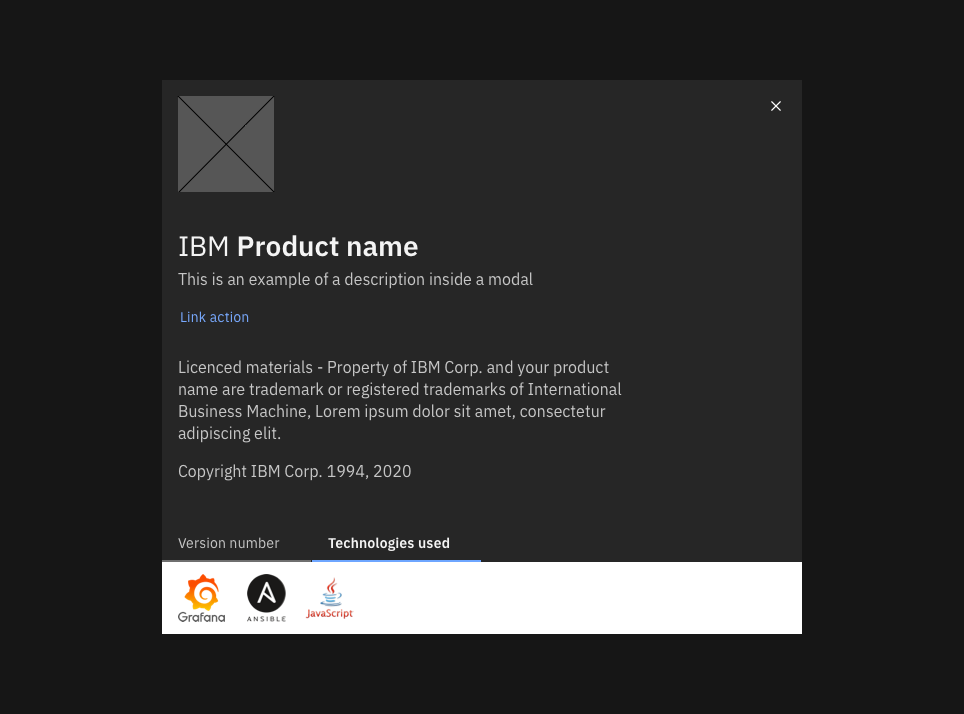 IBM Product name
This is an example of a description inside a modal
Link action
Licenced materials - Property of IBM Corp. and your product
name are trademark or registered trademarks of International
Business Machine, Lorem ipsum dolor sit amet, consectetur
adipiscing elit.
Copyright IBM Corp. 1994, 2020
Version number
Technologies used
Grafana
ANSIBLE
JavaScript